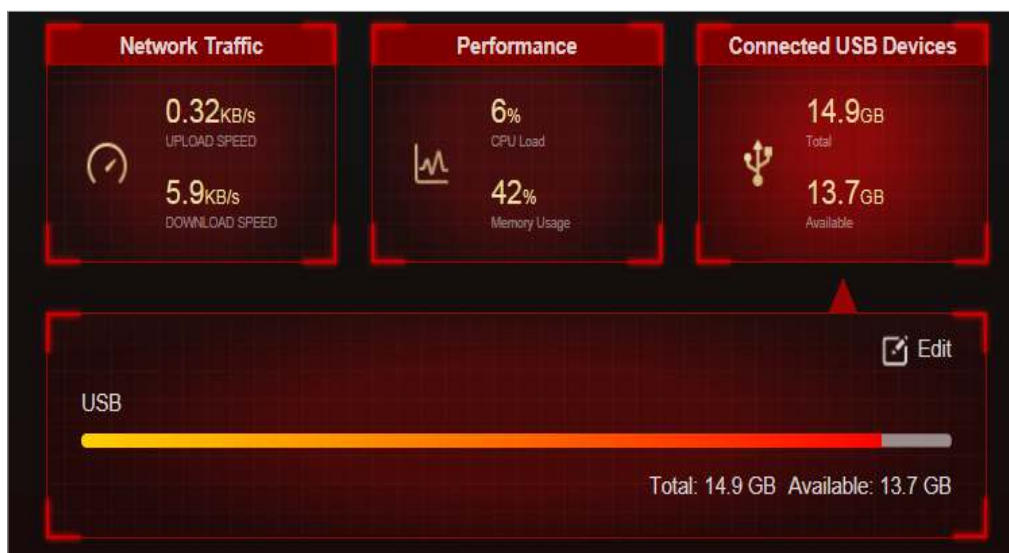 Network Traffic
0.32KB/s
UPLOAD SPEED
5.9KB/s
DOWNLOAD SPEED
Performance
6%
CPU Load
42%
Memory Usage
Connected USB Devices
14.9GB
Total
13.7GB
Available
Edit
USB
Total: 14.9 GB Available: 13.7 GB